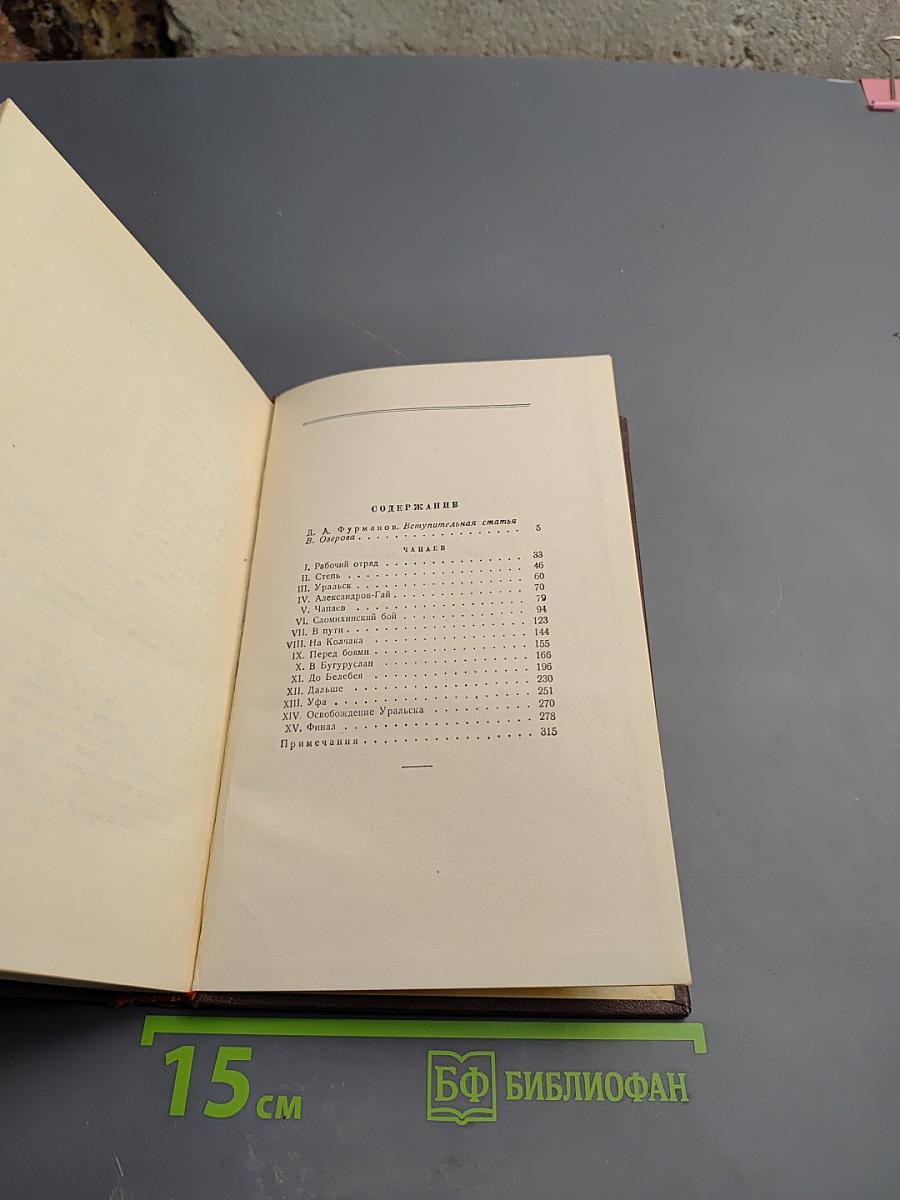 СОДЕРЖАНИЕ
Д. А. Фурманов. Вступительная статья
В. Озерова . . . . . . . . . . . . . . . . . . 5
ЧАПАЕВ
I. Рабочий отряд . . . . . . . . . . . . . . . 33
II. Степь . . . . . . . . . . . . . . . . . . 46
III. Уральск . . . . . . . . . . . . . . . . . 60
IV. Александров-Гай . . . . . . . . . . . . . . 70
V. Чапаев . . . . . . . . . . . . . . . . . . 79
VI. Сломихинский бой . . . . . . . . . . . . . 94
VII. В пути . . . . . . . . . . . . . . . . . 123
VIII. На Колчака . . . . . . . . . . . . . . . 144
IX. Перед боями . . . . . . . . . . . . . . . 155
X. В Бугуруслан . . . . . . . . . . . . . . . 166
XI. До Белебея . . . . . . . . . . . . . . . . 196
XII. Дальше . . . . . . . . . . . . . . . . . 230
XIII. Уфа . . . . . . . . . . . . . . . . . . 251
XIV. Освобождение Уральска . . . . . . . . . . 270
XV. Финал . . . . . . . . . . . . . . . . . . 278
Примечания . . . . . . . . . . . . . . . . . 315
15 см
БФ БИБЛИОФАН